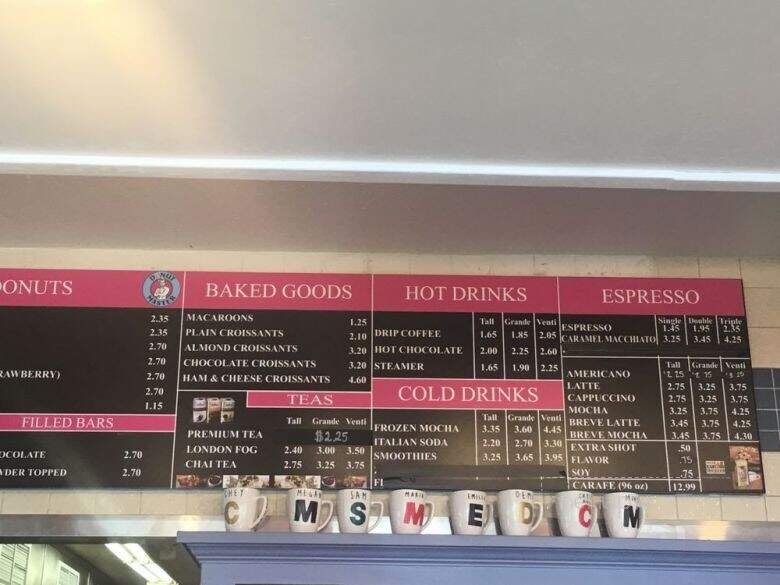 ONUTS
2.35
2.35
2.70
2.70
RAWBERRY) 2.70
2.70
1.15
FILLED BARS
OCOLATE 2.70
WDER TOPPED 2.70
D. NUT
MASTER
BAKED GOODS
MACAROONS 1.25
PLAIN CROISSANTS 2.10
ALMOND CROISSANTS 3.20
CHOCOLATE CROISSANTS 3.20
HAM & CHEESE CROISSANTS 4.60
TEAS
Tall Grande Venti
PREMIUM TEA $2.25
LONDON FOG 2.40 3.00 3.50
CHAI TEA 2.75 3.25 3.75
HOT DRINKS
Tall Grande Venti
DRIP COFFEE 1.65 1.85 2.05
HOT CHOCOLATE 2.00 2.25 2.60
STEAMER 1.65 1.90 2.25
COLD DRINKS
Tall Grande Venti
FROZEN MOCHA 3.35 3.60 4.45
ITALIAN SODA 2.20 2.70 3.30
SMOOTHIES 3.25 3.65 3.95
FL
ESPRESSO
Single Double Triple
ESPRESSO 1.45 1.95 2.35
CARAMEL MACCHIATO 3.25 3.45 4.25
Tall Grande Venti
AMERICANO 2.25 2.75 3.25
LATTE 2.75 3.25 3.75
CAPPUCCINO 2.75 3.25 3.75
MOCHA 3.25 3.75 4.25
BREVE LATTE 3.45 3.75 4.25
BREVE MOCHA 3.45 3.75 4.30
EXTRA SHOT .50
FLAVOR .75
SOY .75
CARAFE (96 oz) 12.99
MEGAN SAM
C M S M E D C M